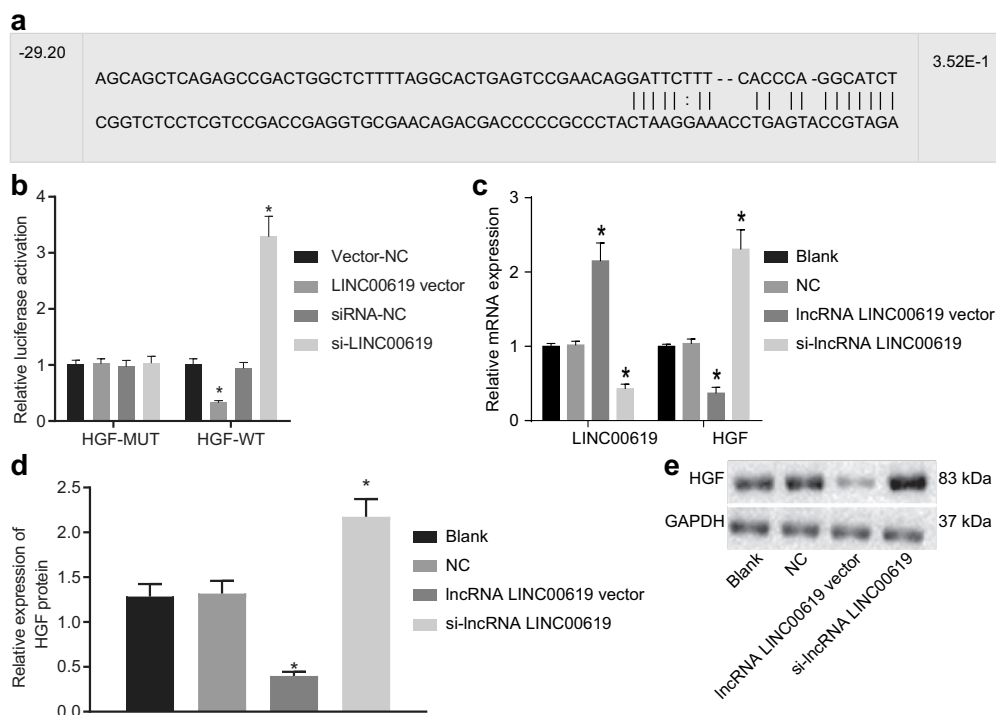 a
-29.20
AGCAGCTCAGAGCCGACTGGCTCTTTTAGGCACTGAGTCCGAACAGGATTCTTT - - CACCCA -GGCATCT
3.52E-1
||||| : || || || |||||||
CGGTCTCCTCGTCCGACCGAGGTGCGAACAGACGACCCCCGCCCTACTAAGGAAACCTGAGTACCGTAGA
b
Relative luciferase activation
4
3
2
1
0
*
*
HGF-MUT
HGF-WT
Vector-NC
LINC00619 vector
siRNA-NC
si-LINC00619
c
Relative mRNA expression
3
2
1
0
*
*
*
*
LINC00619
HGF
Blank
NC
lncRNA LINC00619 vector
si-lncRNA LINC00619
d
Relative expression of
HGF protein
2.5
2.0
1.5
1.0
0.5
0.0
*
*
Blank
NC
lncRNA LINC00619 vector
si-lncRNA LINC00619
e
HGF
83 kDa
GAPDH
37 kDa
Blank
NC
lncRNA LINC00619 vector
si-lncRNA LINC00619